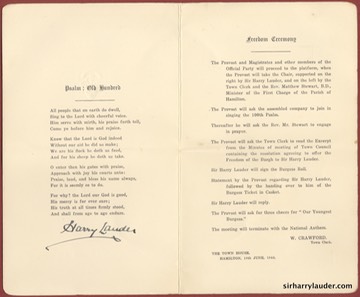 Psalm: Old Hundred
All people that on earth do dwell,
Sing to the Lord with cheerful voice.
Him serve with mirth, his praise forth tell,
Come ye before him and rejoice.
Know that the Lord is God indeed
Without our aid he did us make:
We are his flock he doth us feed,
And for his sheep he doth us take.
O enter then his gates with praise,
Approach with joy his courts unto:
Praise, laud, and bless his name always,
For it is seemly so to do.
For why? the Lord our God is good,
His mercy is for ever sure;
His truth at all times firmly stood,
And shall from age to age endure.
Harry Lauder
Freedom Ceremony
The Provost and Magistrates and other members of the
Official Party will proceed to the platform, when
the Provost will take the Chair, supported on the
right by Sir Harry Lauder, and on the left by the
Town Clerk and the Rev. Matthew Stewart, B.D.,
Minister of the First Charge of the Parish of
Hamilton.
The Provost will ask the assembled company to join in
singing the 100th Psalm.
Thereafter he will ask the Rev. Mr. Stewart to engage
in prayer.
The Provost will ask the Town Clerk to read the Excerpt
from the Minutes of meeting of Town Council
containing the resolution agreeing to offer the
Freedom of the Burgh to Sir Harry Lauder.
Sir Harry Lauder will sign the Burgess Roll.
Statement by the Provost regarding Sir Harry Lauder,
followed by the handing over to him of the
Burgess Ticket in Casket.
Sir Harry Lauder will reply.
The Provost will ask for three cheers for "Our Youngest
Burgess."
The meeting will terminate with the National Anthem.
W. CRAWFORD,
Town Clerk.
THE TOWN HOUSE,
HAMILTON, JUNE,
sirharrylauder.com